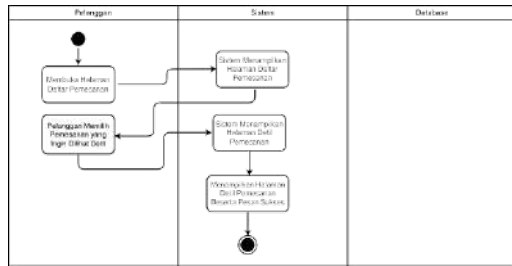 Pelanggan
Sistem
Database
Membuka Halaman
Daftar Pemesanan
Sistem Menampilkan
Halaman Daftar
Pemesanan
Pelanggan Memilih
Pemesanan yang
Ingin Dilihat Detil
Sistem Menampilkan
Halaman Detil
Pemesanan
Menampilkan Halaman
Detil Pemesanan
Beserta Pesan Sukses